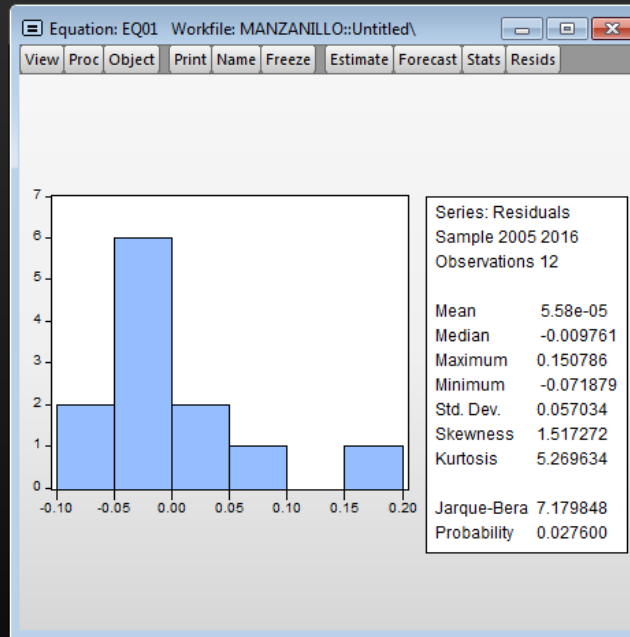 Equation: EQ01 Workfile: MANZANILLO::Untitled\
View Proc Object Print Name Freeze Estimate Forecast Stats Resids
7
6
5
4
3
2
1
0
-0.10 -0.05 0.00 0.05 0.10 0.15 0.20
Series: Residuals
Sample 2005 2016
Observations 12
Mean 5.58e-05
Median -0.009761
Maximum 0.150786
Minimum -0.071879
Std. Dev. 0.057034
Skewness 1.517272
Kurtosis 5.269634
Jarque-Bera 7.179848
Probability 0.027600